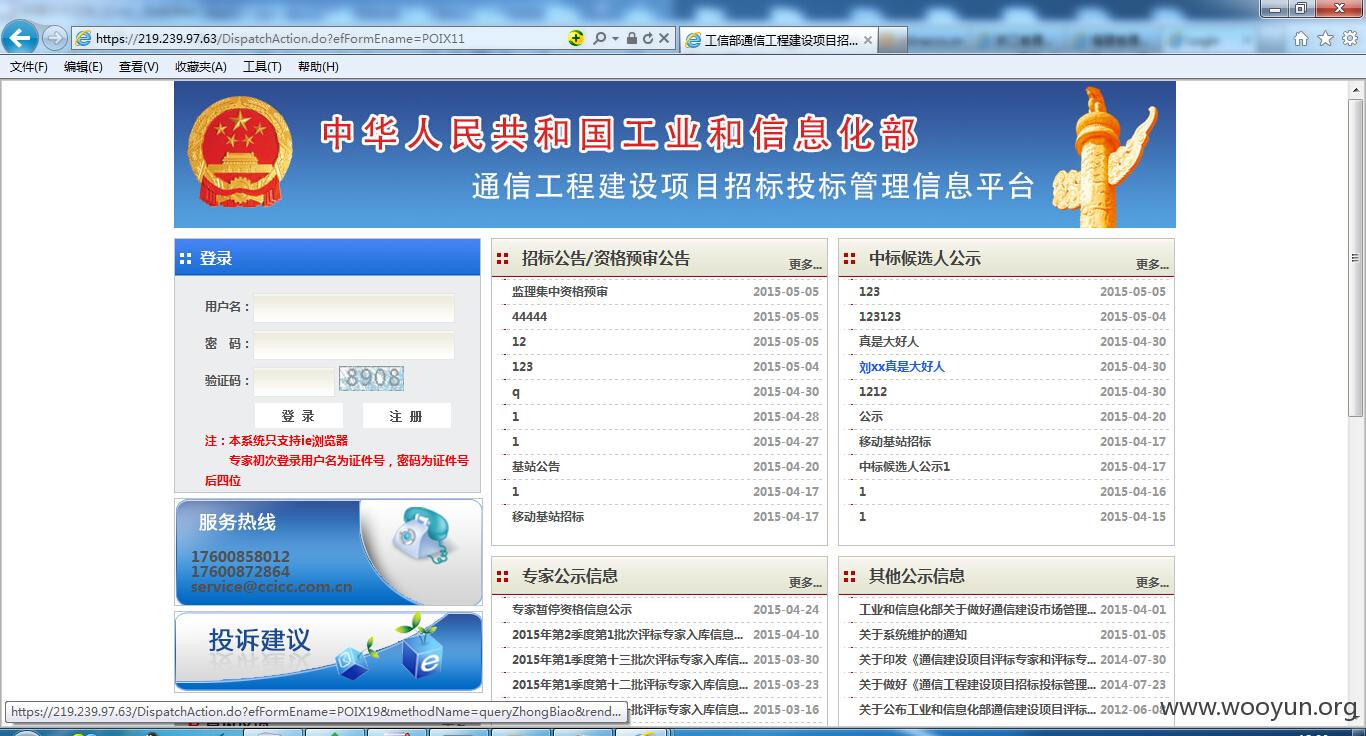 https://219.239.97.63/DispatchAction.do?efFormEname=POIX11
工信部通信工程建设项目招...
文件(F) 编辑(E) 查看(V) 收藏夹(A) 工具(T) 帮助(H)
中华人民共和国工业和信息化部
通信工程建设项目招标投标管理信息平台
登录
用户名：
密 码：
验证码：
8908
登 录 注 册
注：本系统只支持ie浏览器
专家初次登录用户名为证件号，密码为证件号
后四位
服务热线
17600858012
17600872864
service@ccicc.com.cn
投诉建议
招标公告/资格预审公告 更多...
监理集中资格预审 2015-05-05
44444 2015-05-05
12 2015-05-05
123 2015-05-04
q 2015-04-30
1 2015-04-28
1 2015-04-27
基站公告 2015-04-20
1 2015-04-17
移动基站招标 2015-04-17
中标候选人公示 更多...
123 2015-05-05
123123 2015-05-04
真是大好人 2015-04-30
刘xx真是大好人 2015-04-30
1212 2015-04-30
公示 2015-04-20
移动基站招标 2015-04-17
中标候选人公示1 2015-04-17
1 2015-04-16
1 2015-04-15
专家公示信息 更多...
专家暂停资格信息公示 2015-04-24
2015年第2季度第1批次评标专家入库信息... 2015-04-10
2015年第1季度第十三批次评标专家入库信... 2015-03-30
2015年第1季度第十二批评标专家入库信息... 2015-03-23
批评标专家入库信息... 2015-03-16
其他公示信息 更多...
工业和信息化部关于做好通信建设市场管理... 2015-04-01
关于系统维护的通知 2015-01-05
关于印发《通信建设项目评标专家和评标专... 2014-07-30
关于做好《通信工程建设项目招标投标管理... 2014-07-23
关于公布工业和信息化部通信建设项目评标... 2012-06-0
https://219.239.97.63/DispatchAction.do?efFormEname=POIX19&methodName=queryZhongBiao&rend...
www.wooyun.org